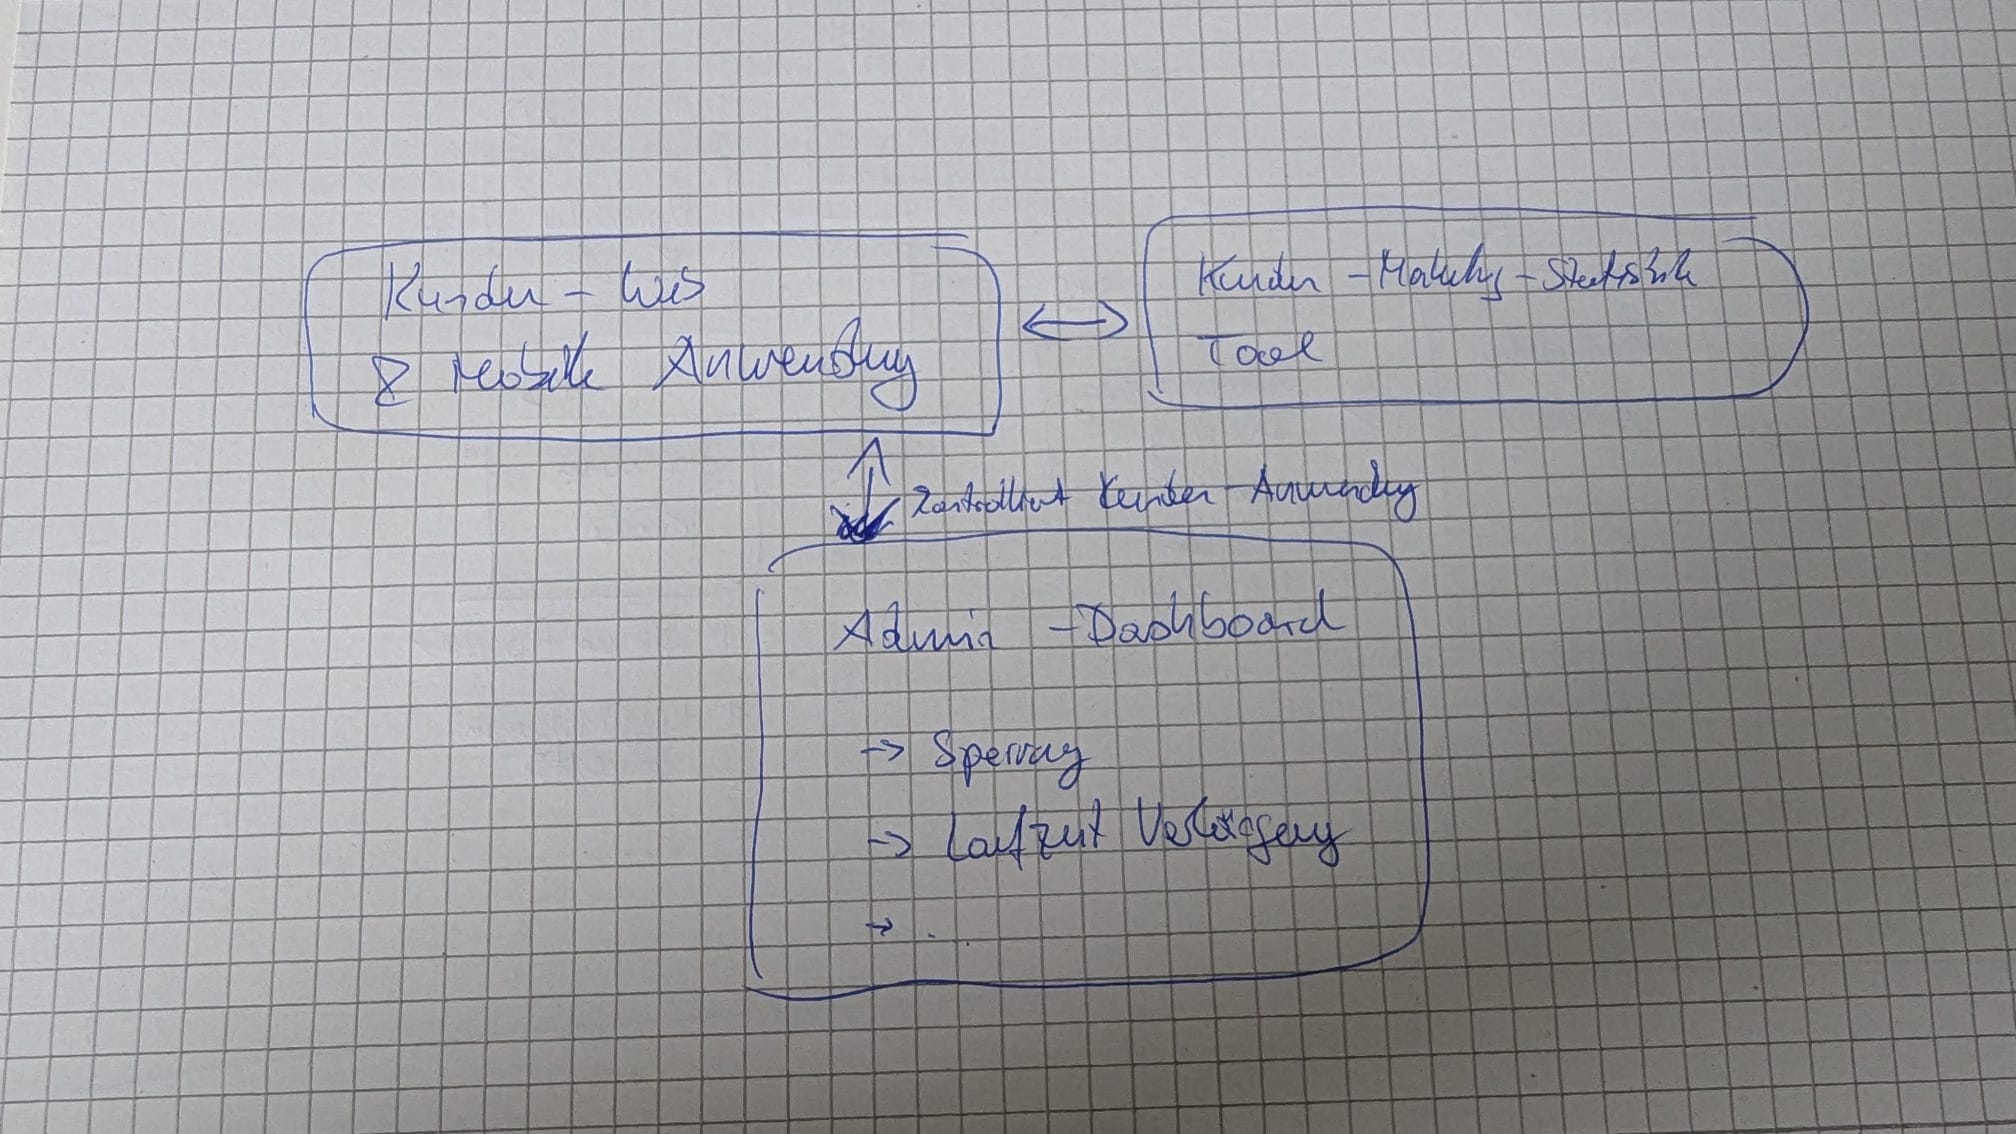 Kunden - Web
& Mobile Anwendung
Kunden - Marketing - Statistik
Tool
Kontrolliert Kunden - Anwendung
Admin - Dashboard
-> Sperrung
-> Laufzeit Verlängerung
-> . .